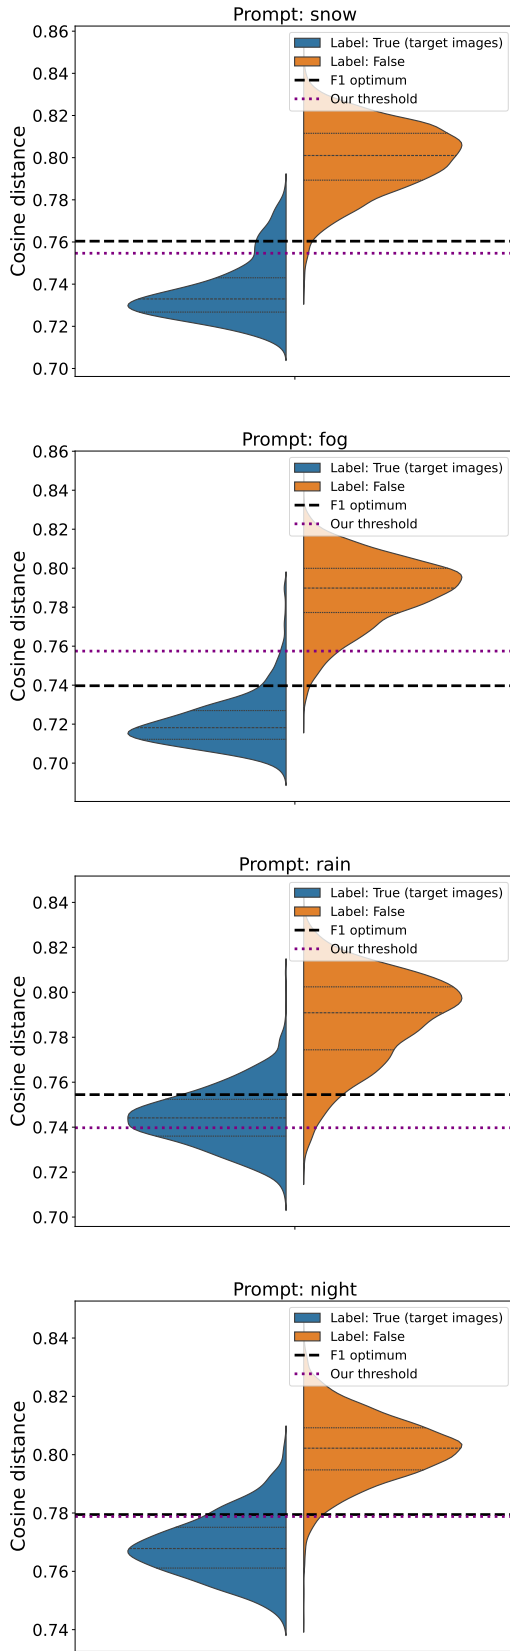 Prompt: snow
0.86
0.84
0.82
0.80
0.78
0.76
0.74
0.72
0.70
Cosine distance
Label: True (target images)
Label: False
F1 optimum
Our threshold
Prompt: fog
0.86
0.84
0.82
0.80
0.78
0.76
0.74
0.72
0.70
Cosine distance
Label: True (target images)
Label: False
F1 optimum
Our threshold
Prompt: rain
0.84
0.82
0.80
0.78
0.76
0.74
0.72
0.70
Cosine distance
Label: True (target images)
Label: False
F1 optimum
Our threshold
Prompt: night
0.84
0.82
0.80
0.78
0.76
0.74
Cosine distance
Label: True (target images)
Label: False
F1 optimum
Our threshold